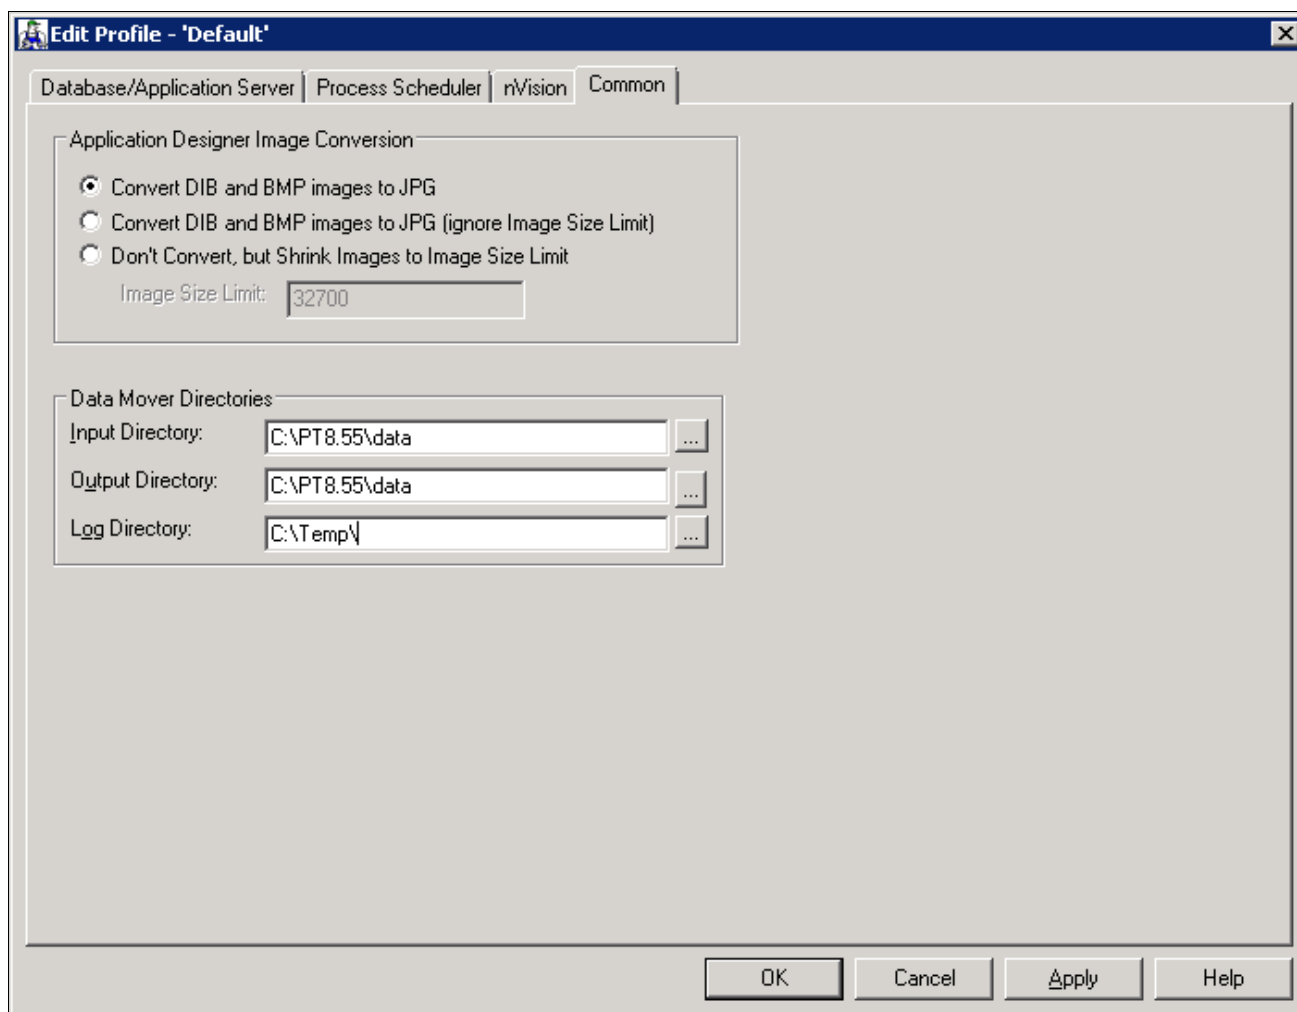 Edit Profile - 'Default'
Database/Application Server Process Scheduler nVision Common
Application Designer Image Conversion
Convert DIB and BMP images to JPG
Convert DIB and BMP images to JPG (ignore Image Size Limit)
Don't Convert, but Shrink Images to Image Size Limit
Image Size Limit: 32700
Data Mover Directories
Input Directory: C:\PT8.55\data ...
Output Directory: C:\PT8.55\data ...
Log Directory: C:\Temp\ ...
OK Cancel Apply Help